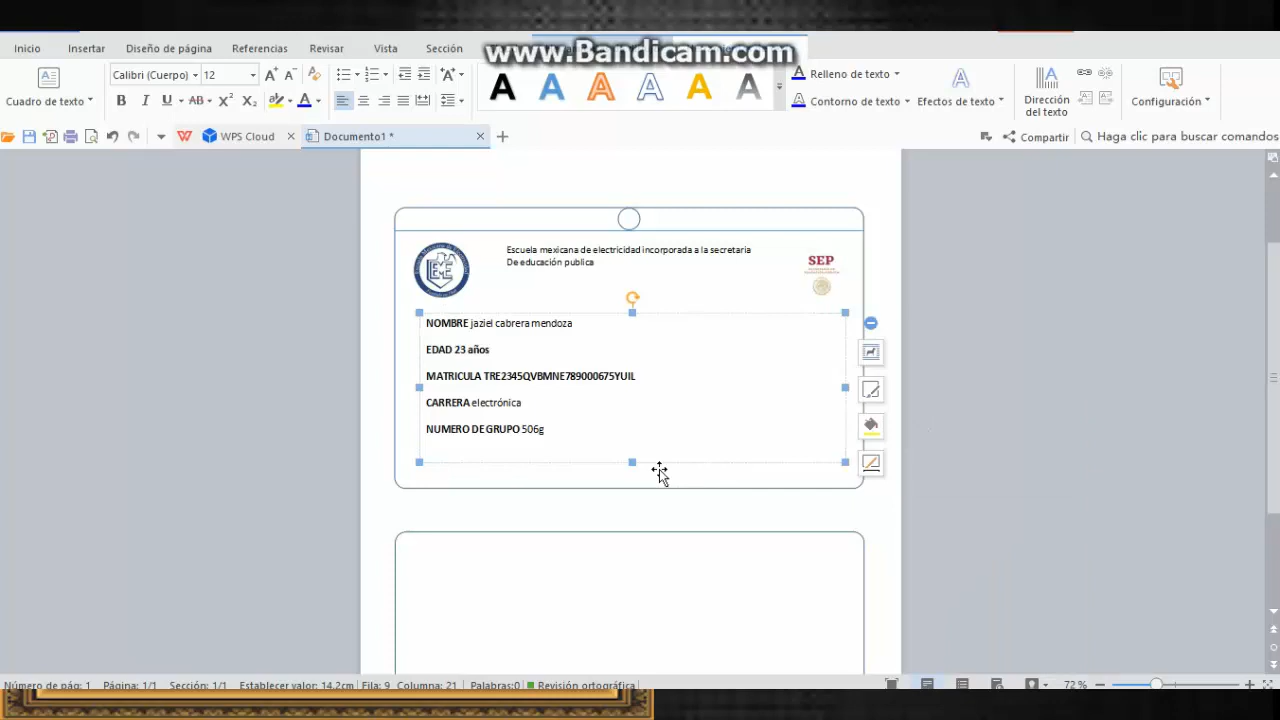 www.Bandicam.com
Inicio Insertar Diseño de página Referencias Revisar Vista Sección
Calibri (Cuerpo) 12
Relleno de texto
Cuadro de texto
Contorno de texto
Efectos de texto
Dirección del texto
Configuración
WPS Cloud
Documento1 *
Compartir
Haga clic para buscar comandos
Escuela mexicana de electricidad incorporada a la secretaria
De educación publica
SEP
EME
NOMBRE jaziel cabrera mendoza
EDAD 23 años
MATRICULA TRE2345QVBMNE789000675YUIL
CARRERA electrónica
NUMERO DE GRUPO 506g
Número de pág: 1 Página: 1/1 Sección: 1/1 Establecer valor: 14.2cm Fila: 9 Columna: 21 Palabras:0 Revisión ortográfica 72 %